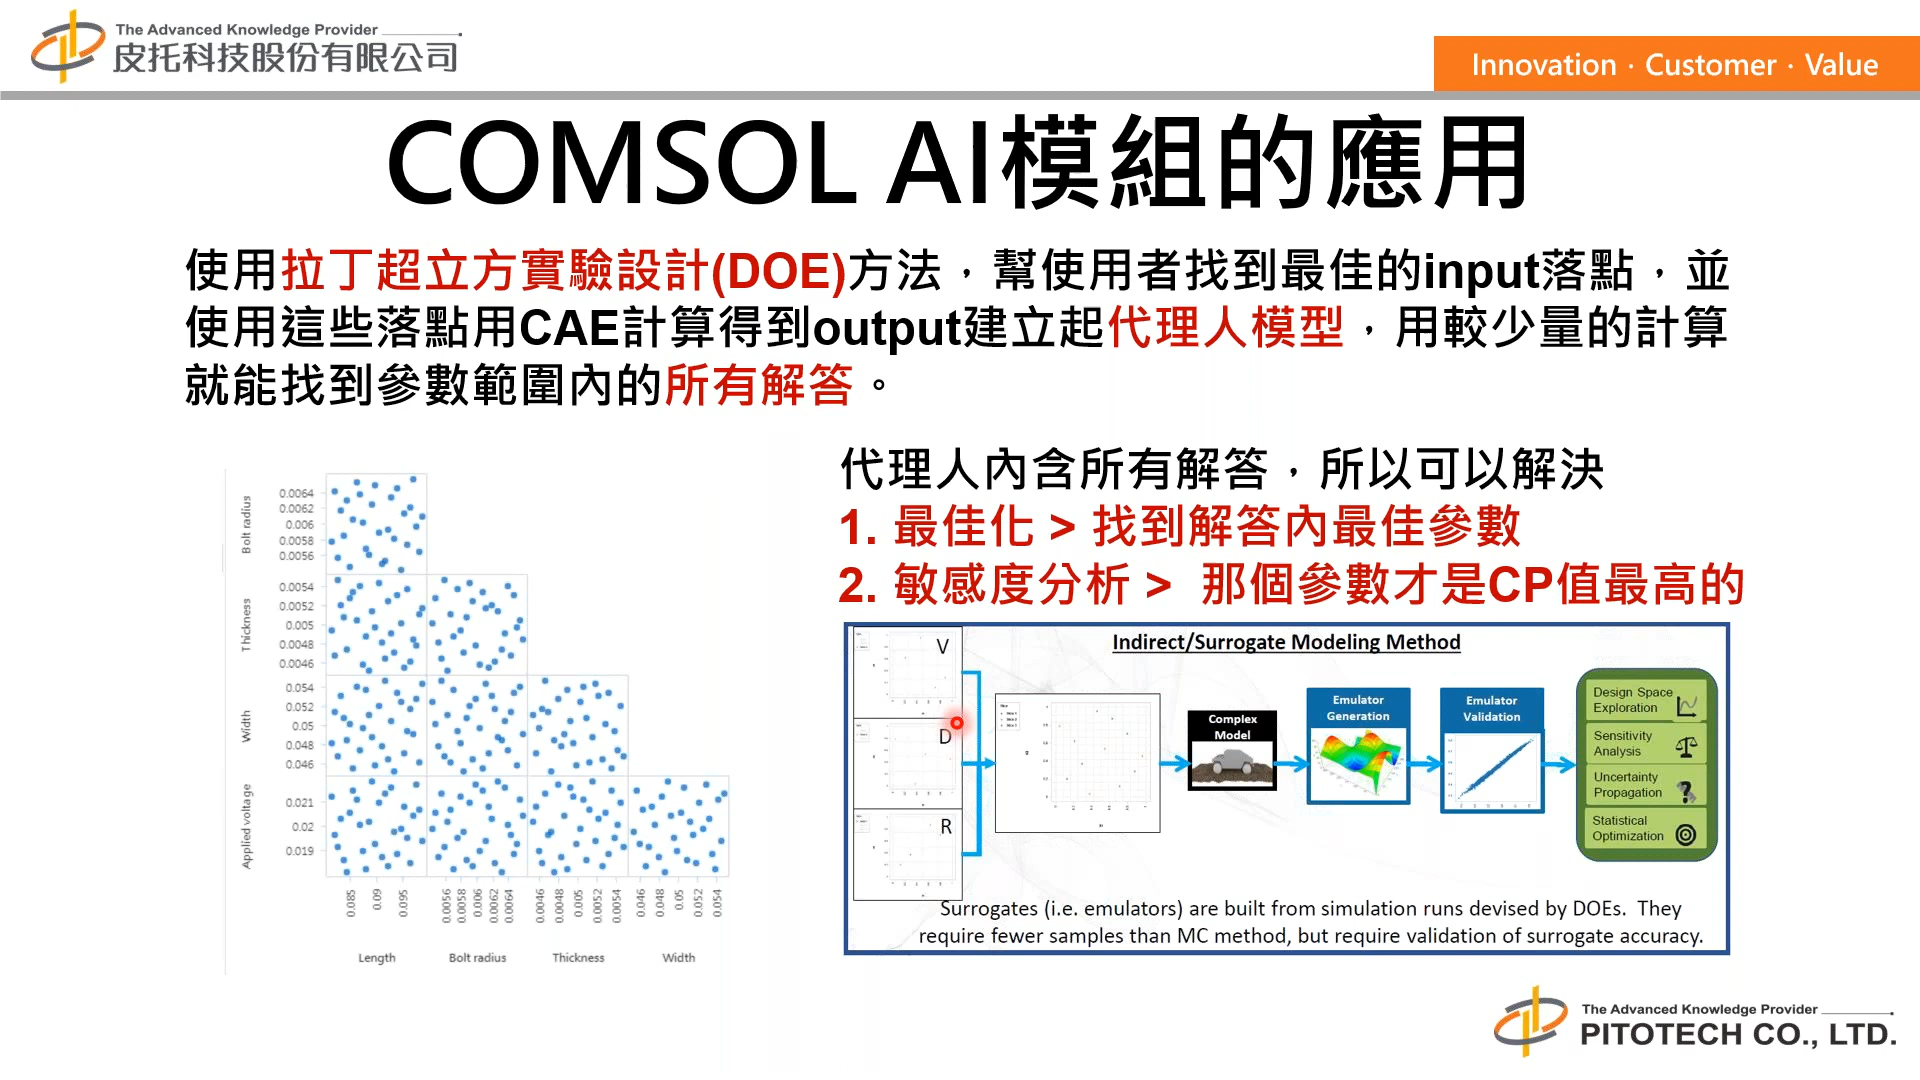 The Advanced Knowledge Provider
皮托科技股份有限公司
Innovation · Customer · Value
COMSOL AI模組的應用
使用拉丁超立方實驗設計(DOE)方法，幫使用者找到最佳的input落點，並
使用這些落點用CAE計算得到output建立起代理人模型，用較少量的計算
就能找到參數範圍內的所有解答。
代理人內含所有解答，所以可以解決
1. 最佳化 > 找到解答內最佳參數
2. 敏感度分析 > 那個參數才是CP值最高的
Bolt radius
0.0064
0.0062
0.006
0.0058
0.0056
Thickness
0.0054
0.0052
0.005
0.0048
0.0046
Width
0.054
0.052
0.05
0.048
0.046
Applied voltage
0.021
0.02
0.019
0.085 0.09 0.095
0.0056 0.0058 0.006 0.0062 0.0064
0.0046 0.0048 0.005 0.0052 0.0054
0.046 0.048 0.05 0.052 0.054
Length Bolt radius Thickness Width
Indirect/Surrogate Modeling Method
V
D
R
Complex
Model
Emulator
Generation
Emulator
Validation
Design Space
Exploration
Sensitivity
Analysis
Uncertainty
Propagation
Statistical
Optimization
Surrogates (i.e. emulators) are built from simulation runs devised by DOEs. They
require fewer samples than MC method, but require validation of surrogate accuracy.
The Advanced Knowledge Provider
PITOTECH CO., LTD.